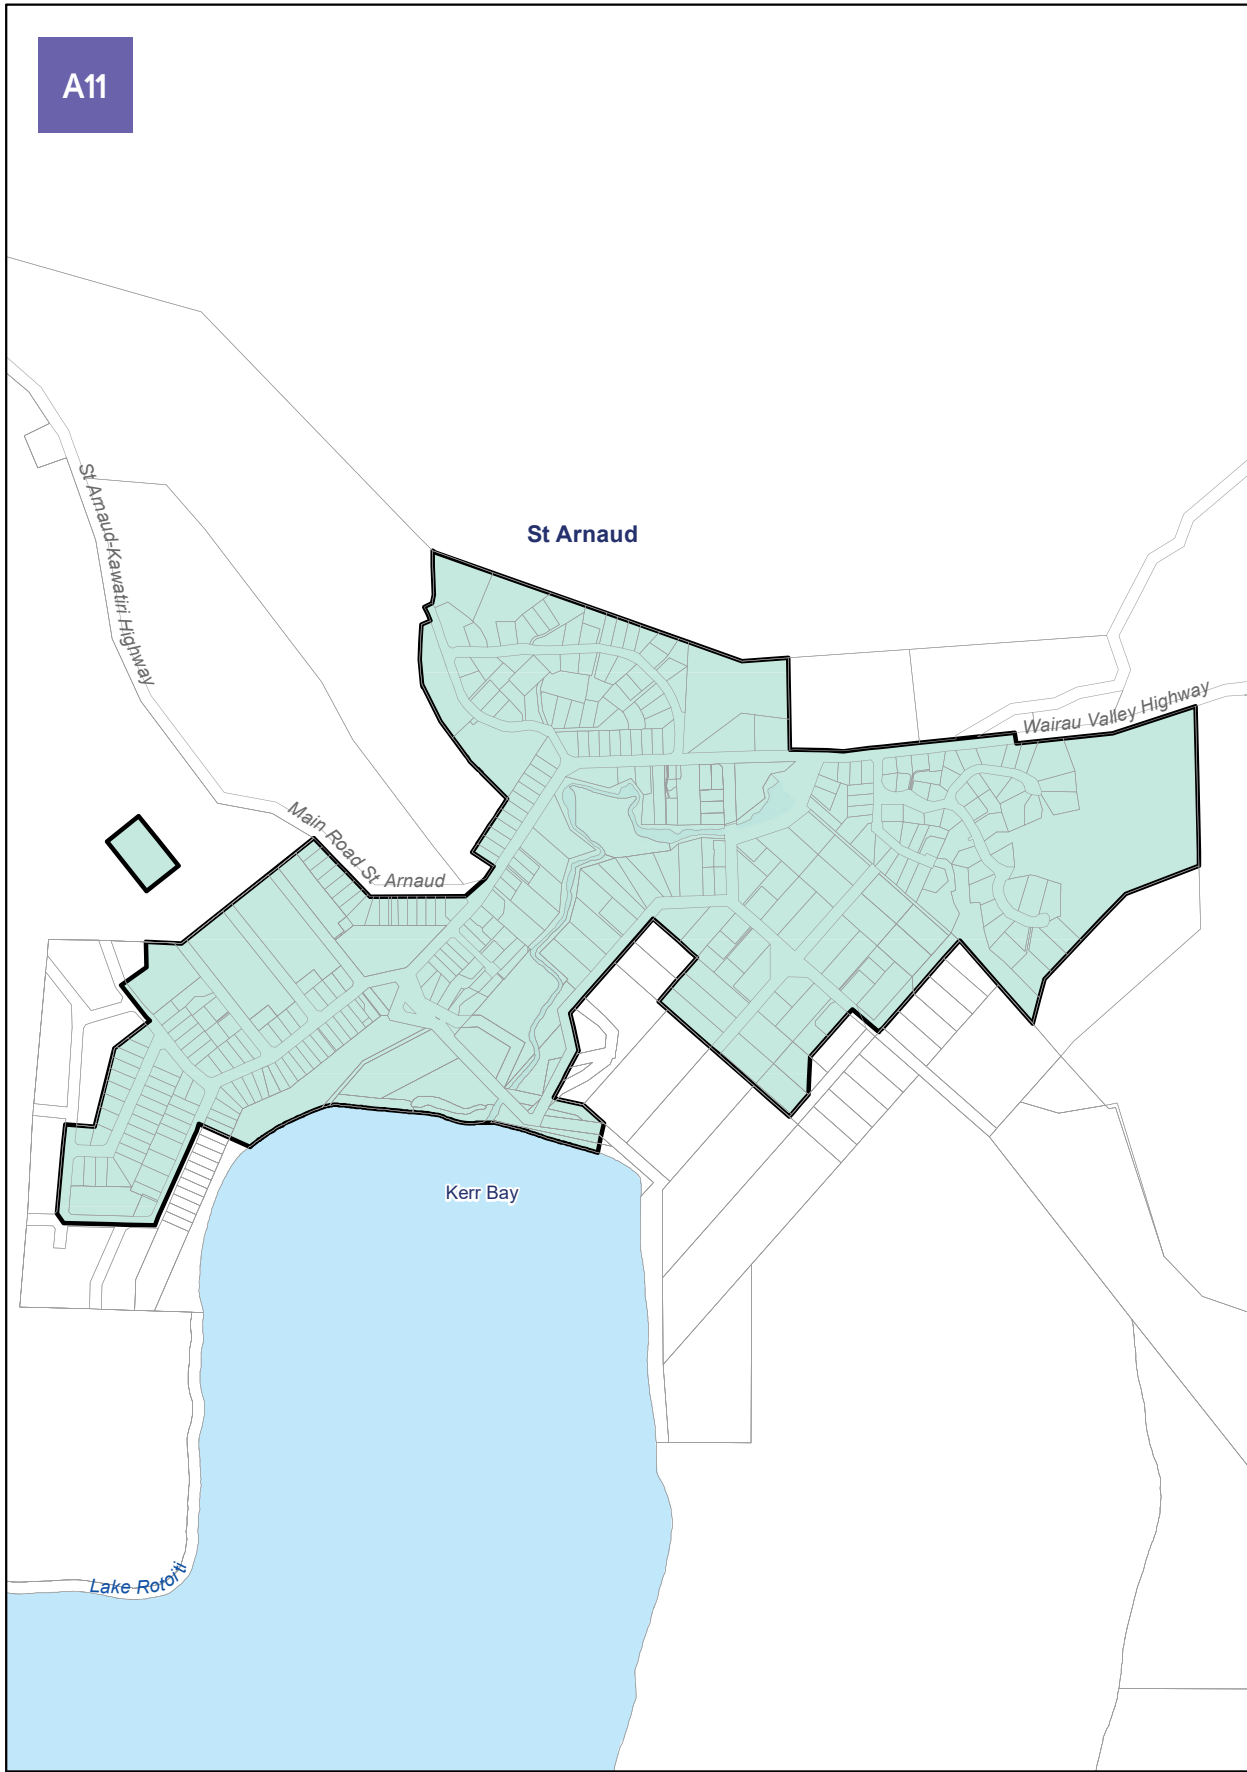 A11
St Arnaud
St Arnaud-Kawatiri Highway
Wairau Valley Highway
Main Road St Arnaud
Kerr Bay
Lake Rotoiti